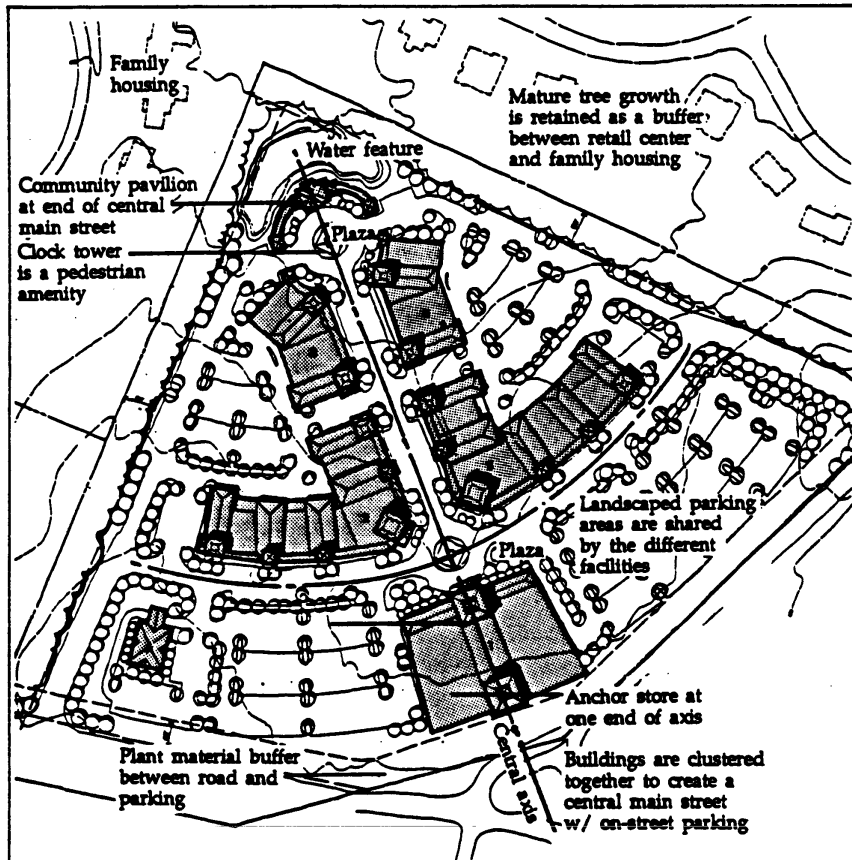 Family
housing
Mature tree growth
is retained as a buffer
between retail center
and family housing
Water feature
Community pavilion
at end of central
main street
Plaza
Clock tower
is a pedestrian
amenity
Landscaped parking
areas are shared
by the different
facilities
Plaza
Anchor store at
one end of axis
Plant material buffer
between road and
parking
Central axis
Buildings are clustered
together to create a
central main street
w/ on-street parking